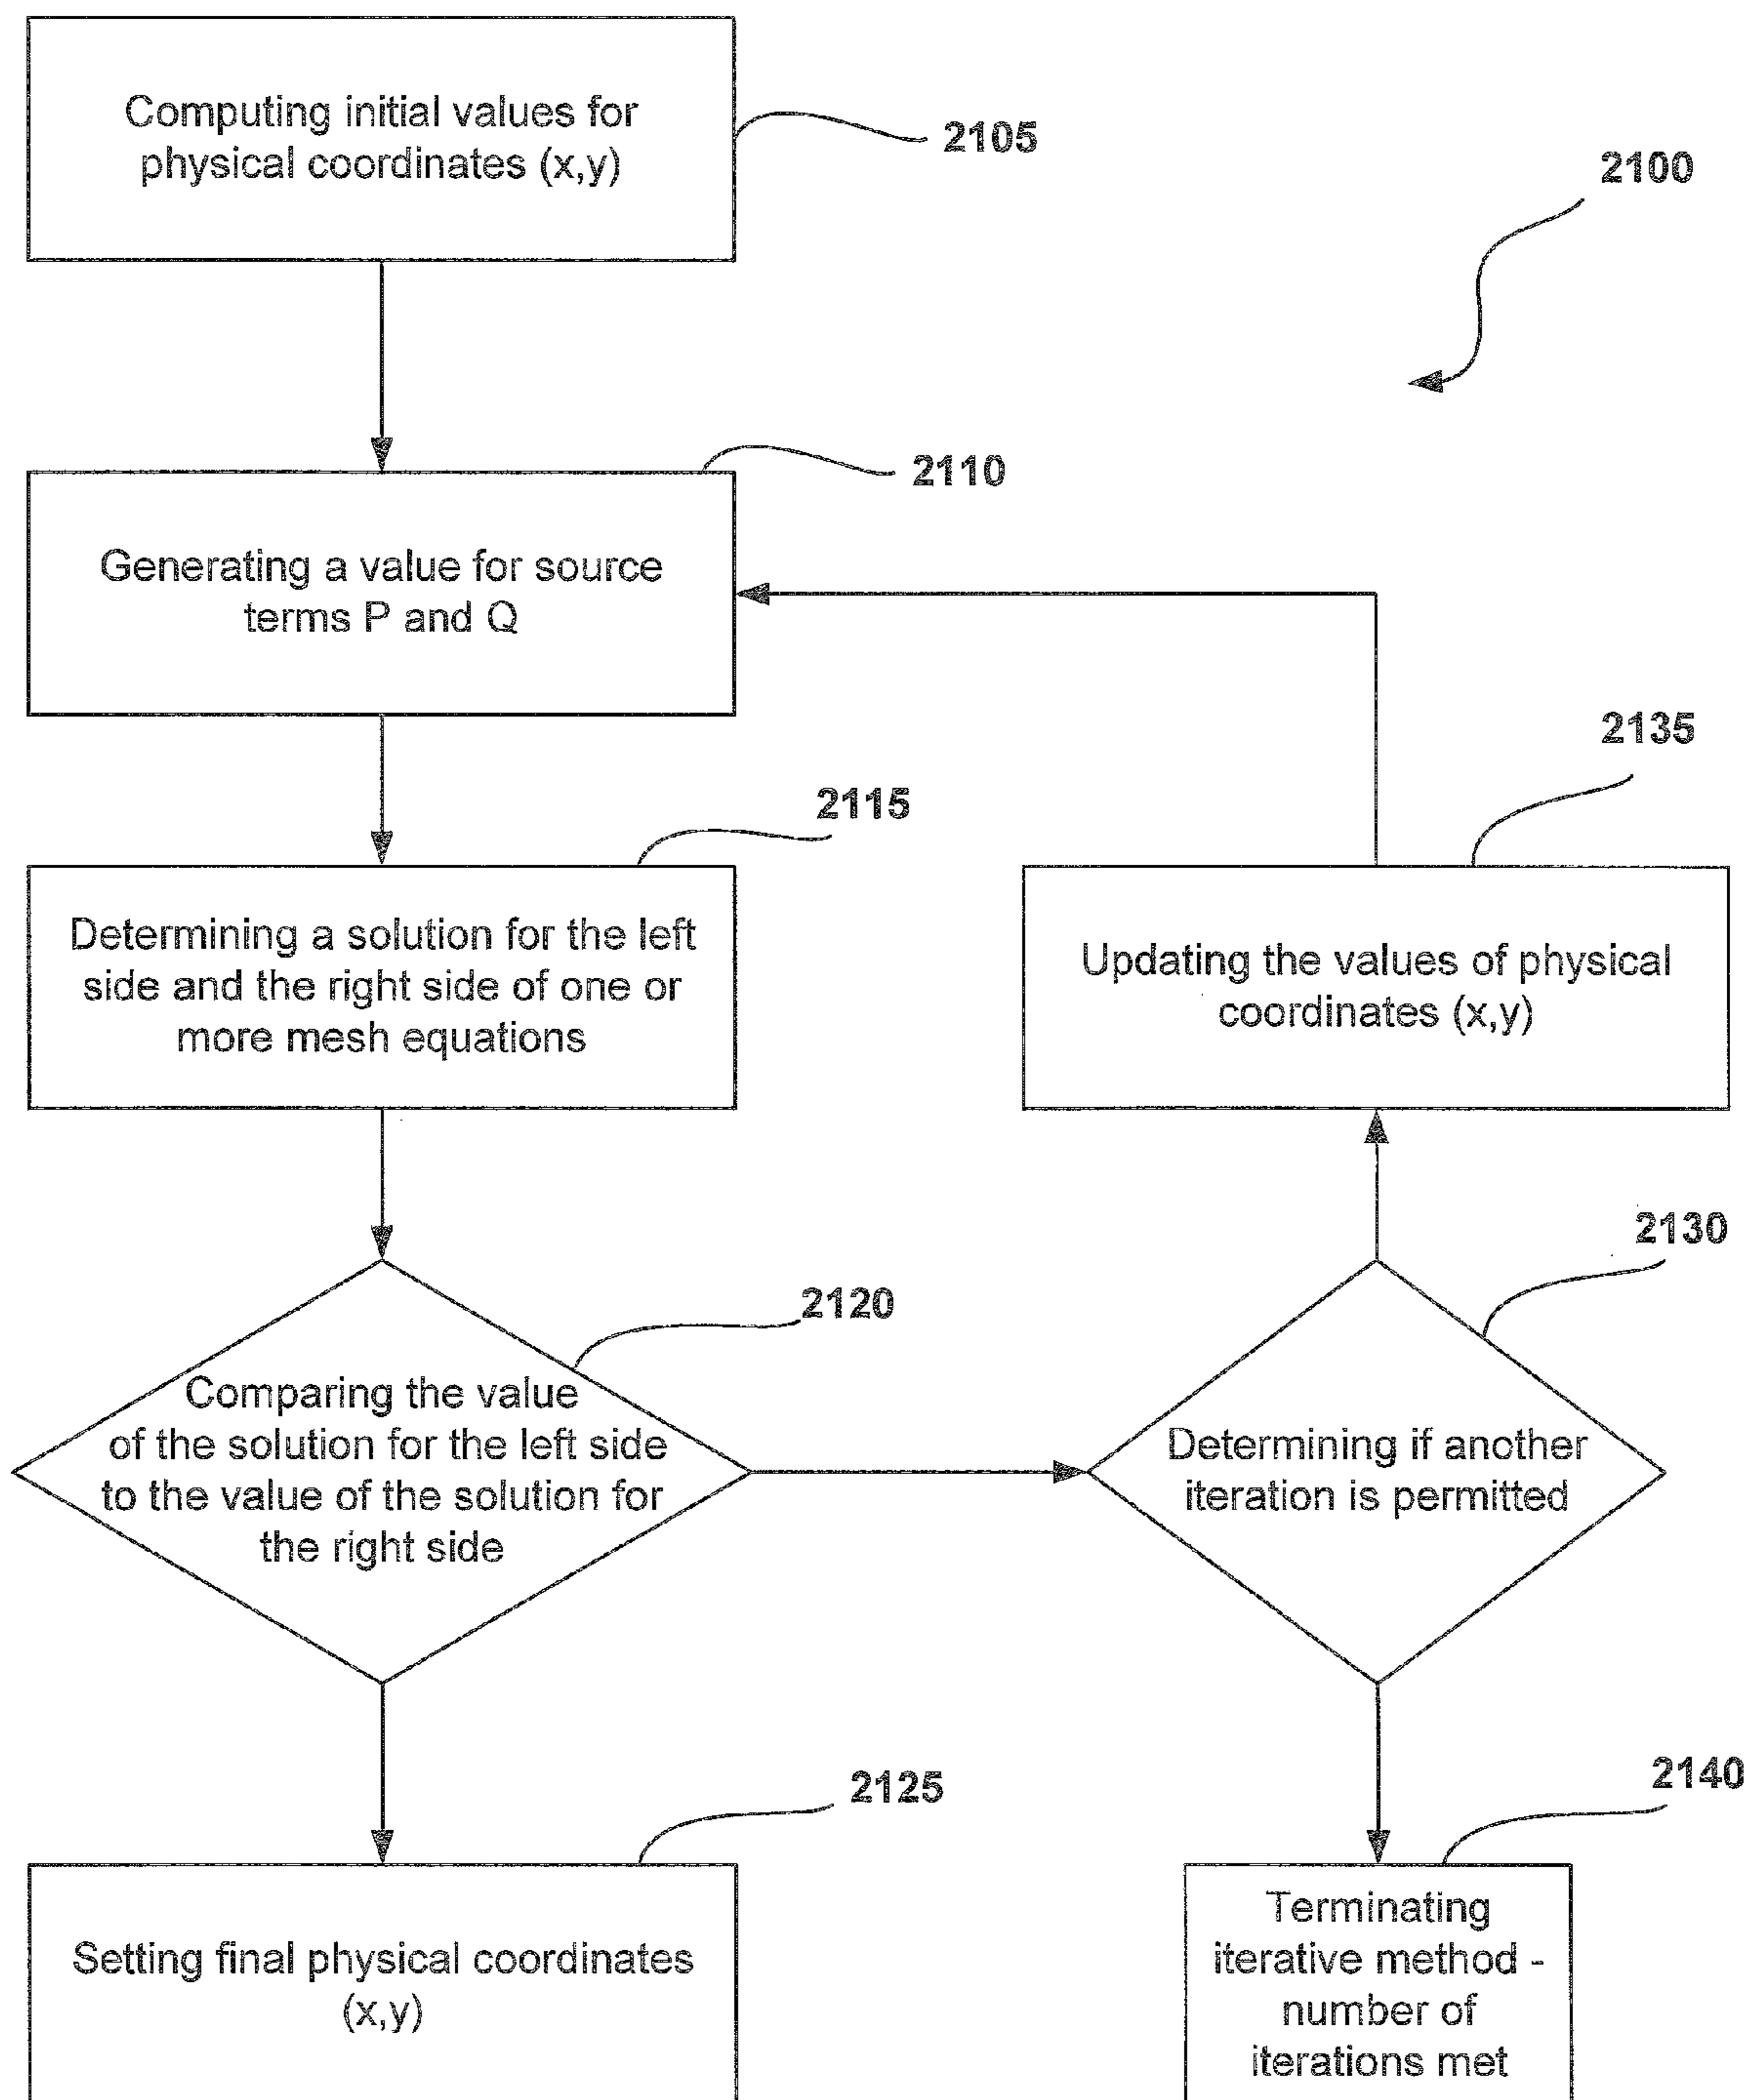 Computing initial values for
physical coordinates (x,y)
2105
2100
2110
Generating a value for source
terms P and Q
2135
2115
Determining a solution for the left
side and the right side of one or
more mesh equations
Updating the values of physical
coordinates (x,y)
2130
2120
Comparing the value
of the solution for the left side
to the value of the solution for
the right side
Determining if another
iteration is permitted
2125
2140
Setting final physical coordinates
(x,y)
Terminating
iterative method -
number of
iterations met